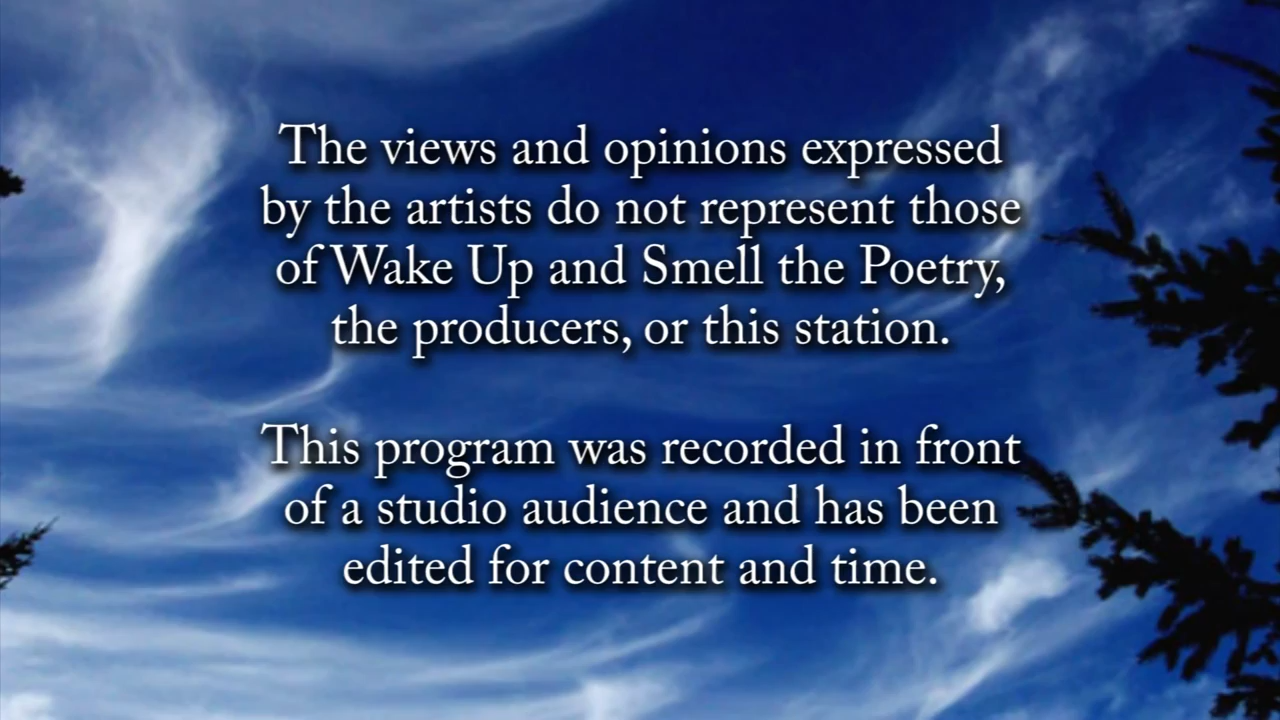 The views and opinions expressed
by the artists do not represent those
of Wake Up and Smell the Poetry,
the producers, or this station.
This program was recorded in front
of a studio audience and has been
edited for content and time.